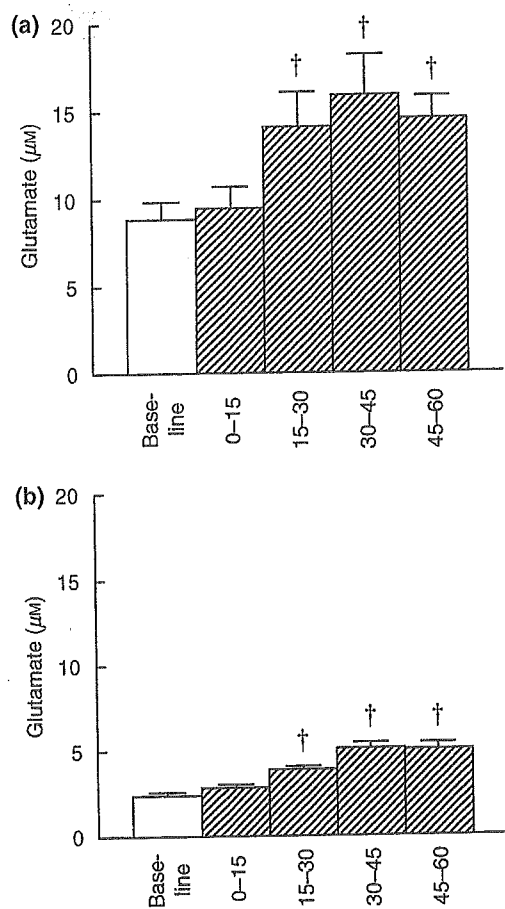 (a)
20
15
10
5
0
Glutamate (µM)
† † †
Base-
line
0–15
15–30
30–45
45–60
(b)
20
15
10
5
0
Glutamate (µM)
† † †
Base-
line
0–15
15–30
30–45
45–60